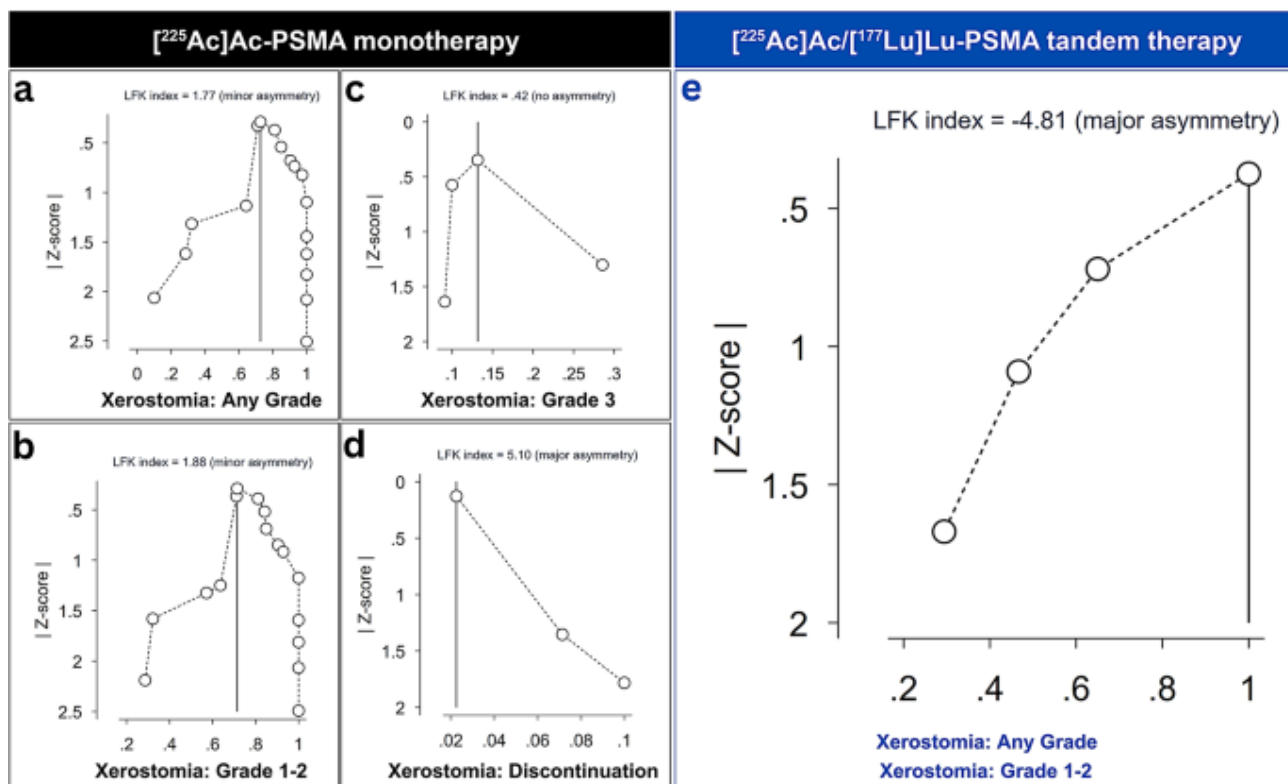 [²²⁵Ac]Ac-PSMA monotherapy
[²²⁵Ac]Ac/[¹⁷⁷Lu]Lu-PSMA tandem therapy
a
LFK index = 1.77 (minor asymmetry)
| Z-score |
.5
1
1.5
2
2.5
0 .2 .4 .6 .8 1
Xerostomia: Any Grade
c
LFK index = .42 (no asymmetry)
| Z-score |
0
.5
1
1.5
2
.1 .15 .2 .25 .3
Xerostomia: Grade 3
b
LFK index = 1.88 (minor asymmetry)
| Z-score |
.5
1
1.5
2
2.5
.2 .4 .6 .8 1
Xerostomia: Grade 1-2
d
LFK index = 5.10 (major asymmetry)
| Z-score |
0
.5
1
1.5
2
.02 .04 .06 .08 .1
Xerostomia: Discontinuation
e
LFK index = -4.81 (major asymmetry)
| Z-score |
.5
1
1.5
2
.2 .4 .6 .8 1
Xerostomia: Any Grade
Xerostomia: Grade 1-2